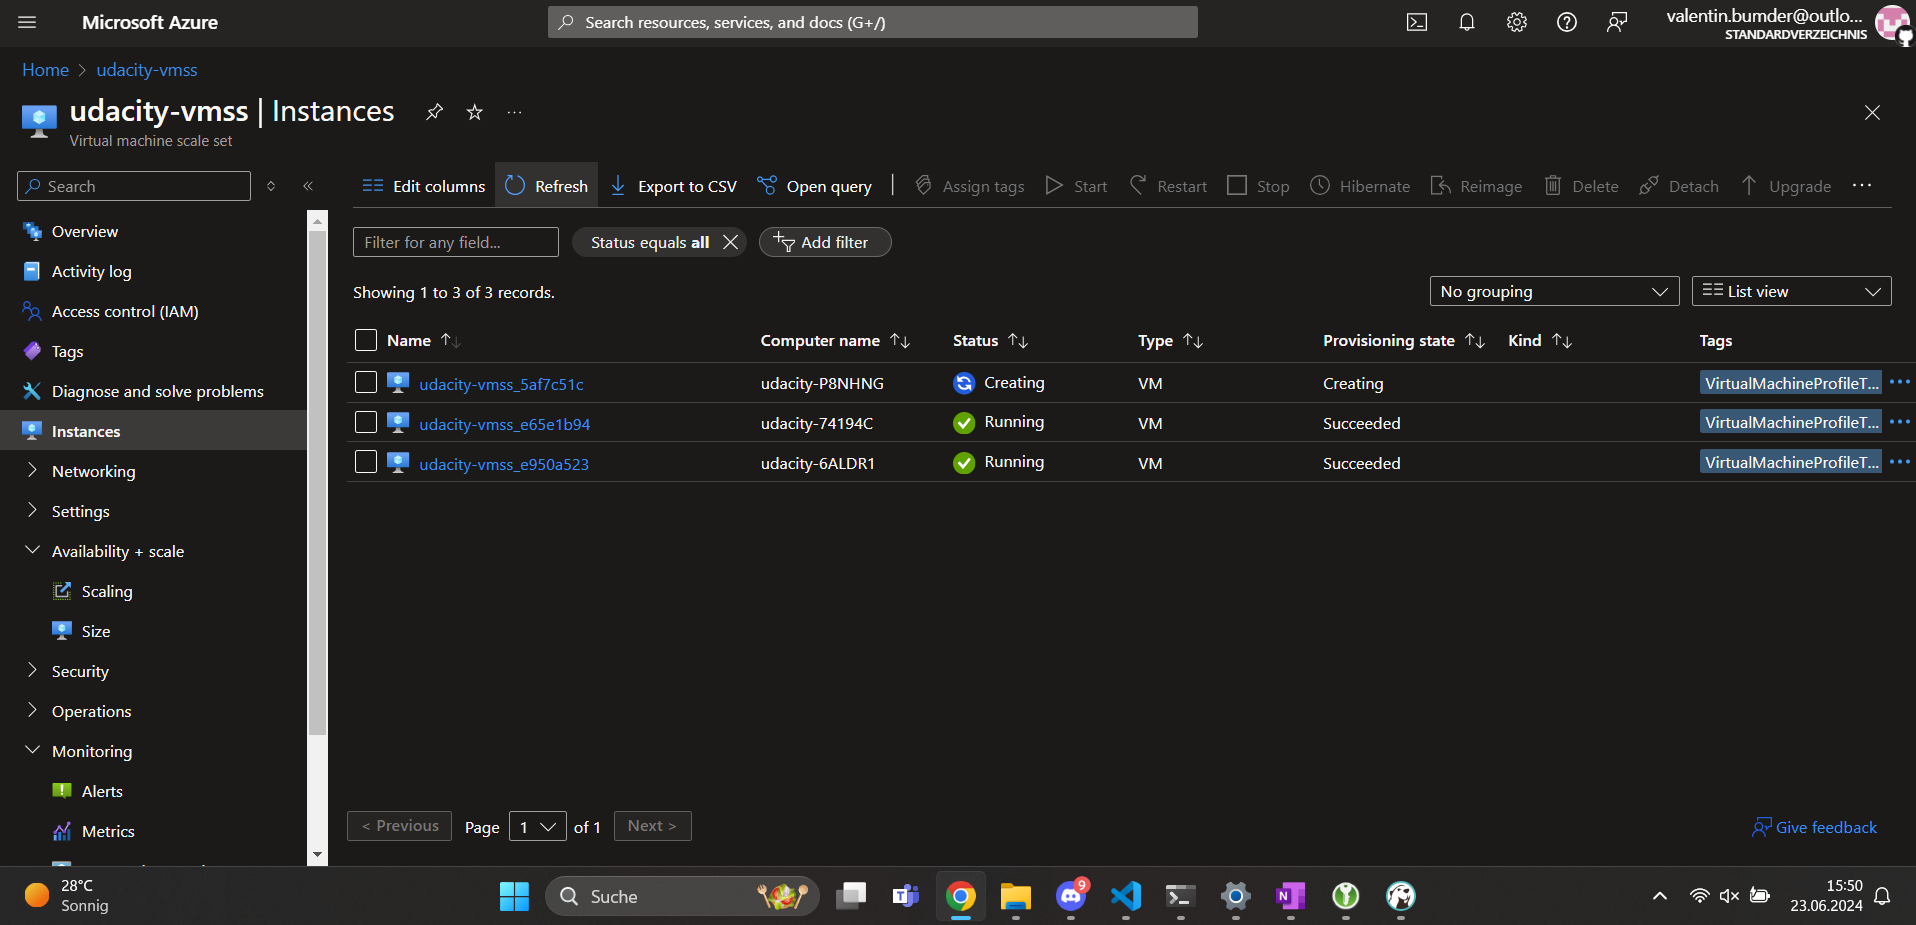 Microsoft Azure
Search resources, services, and docs (G+/)
valentin.bumder@outlo...
STANDARDVERZEICHNIS
Home > udacity-vmss
udacity-vmss | Instances
Virtual machine scale set
Search
Edit columns Refresh Export to CSV Open query Assign tags Start Restart Stop Hibernate Reimage Delete Detach Upgrade
Overview
Activity log
Access control (IAM)
Tags
Diagnose and solve problems
Instances
Networking
Settings
Availability + scale
Scaling
Size
Security
Operations
Monitoring
Alerts
Metrics
Filter for any field...
Status equals all
Add filter
Showing 1 to 3 of 3 records.
No grouping
List view
Name Computer name Status Type Provisioning state Kind Tags
udacity-vmss_5af7c51c udacity-P8NHNG Creating VM Creating VirtualMachineProfileT...
udacity-vmss_e65e1b94 udacity-74194C Running VM Succeeded VirtualMachineProfileT...
udacity-vmss_e950a523 udacity-6ALDR1 Running VM Succeeded VirtualMachineProfileT...
< Previous Page 1 of 1 Next >
Give feedback
28°C
Sonnig
Suche
9
15:50
23.06.2024